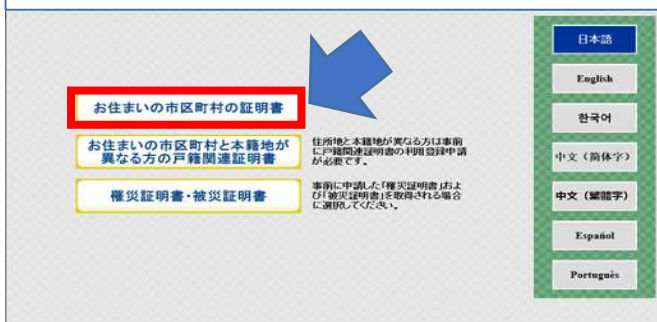 お住まいの市区町村の証明書
お住まいの市区町村と本籍地が
異なる方の戸籍関連証明書
住所地と本籍地が異なる方は事前
に戸籍関連証明書の利用登録申請
が必要です。
罹災証明書・被災証明書
事前に申請した「罹災証明書」およ
び「被災証明書」を取得される場合
に選択してください。
日本語
English
한국어
中文（简体字）
中文（繁體字）
Español
Português